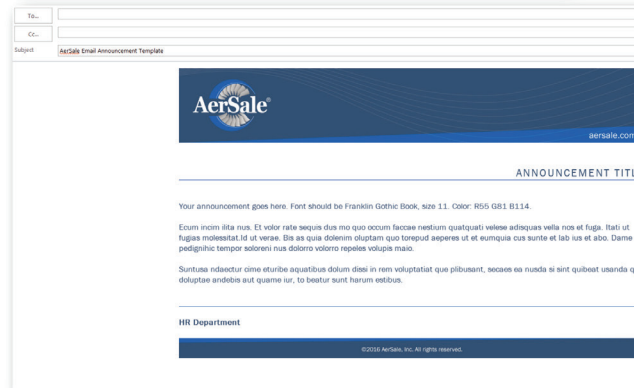 To...
Cc...
Subject AerSale Email Announcement Template
AerSale®
aersale.com
ANNOUNCEMENT TITL
Your announcement goes here. Font should be Franklin Gothic Book, size 11. Color: R55 G81 B114.
Ecum incim ilita nus. Et volor rate sequis dus mo quo occum faccae nestium quatquati velese adisquas vella nos et fuga. Itati ut
fugias molessitat.Id ut verae. Bis as quia dolenim oluptam quo torepud aeperes ut et eumquia cus sunte et lab ius et abo. Dame
pedignihic tempor soloreni nus dolorro volorro repeles volupis maio.
Suntusa ndaectur cime eturibe aquatibus dolum dissi in rem voluptatiat que plibusant, secaes ea nusda si sint quibeat usanda q
doluptae andebis aut quame iur, to beatur sunt harum estibus.
HR Department
©2016 AerSale, Inc. All rights reserved.